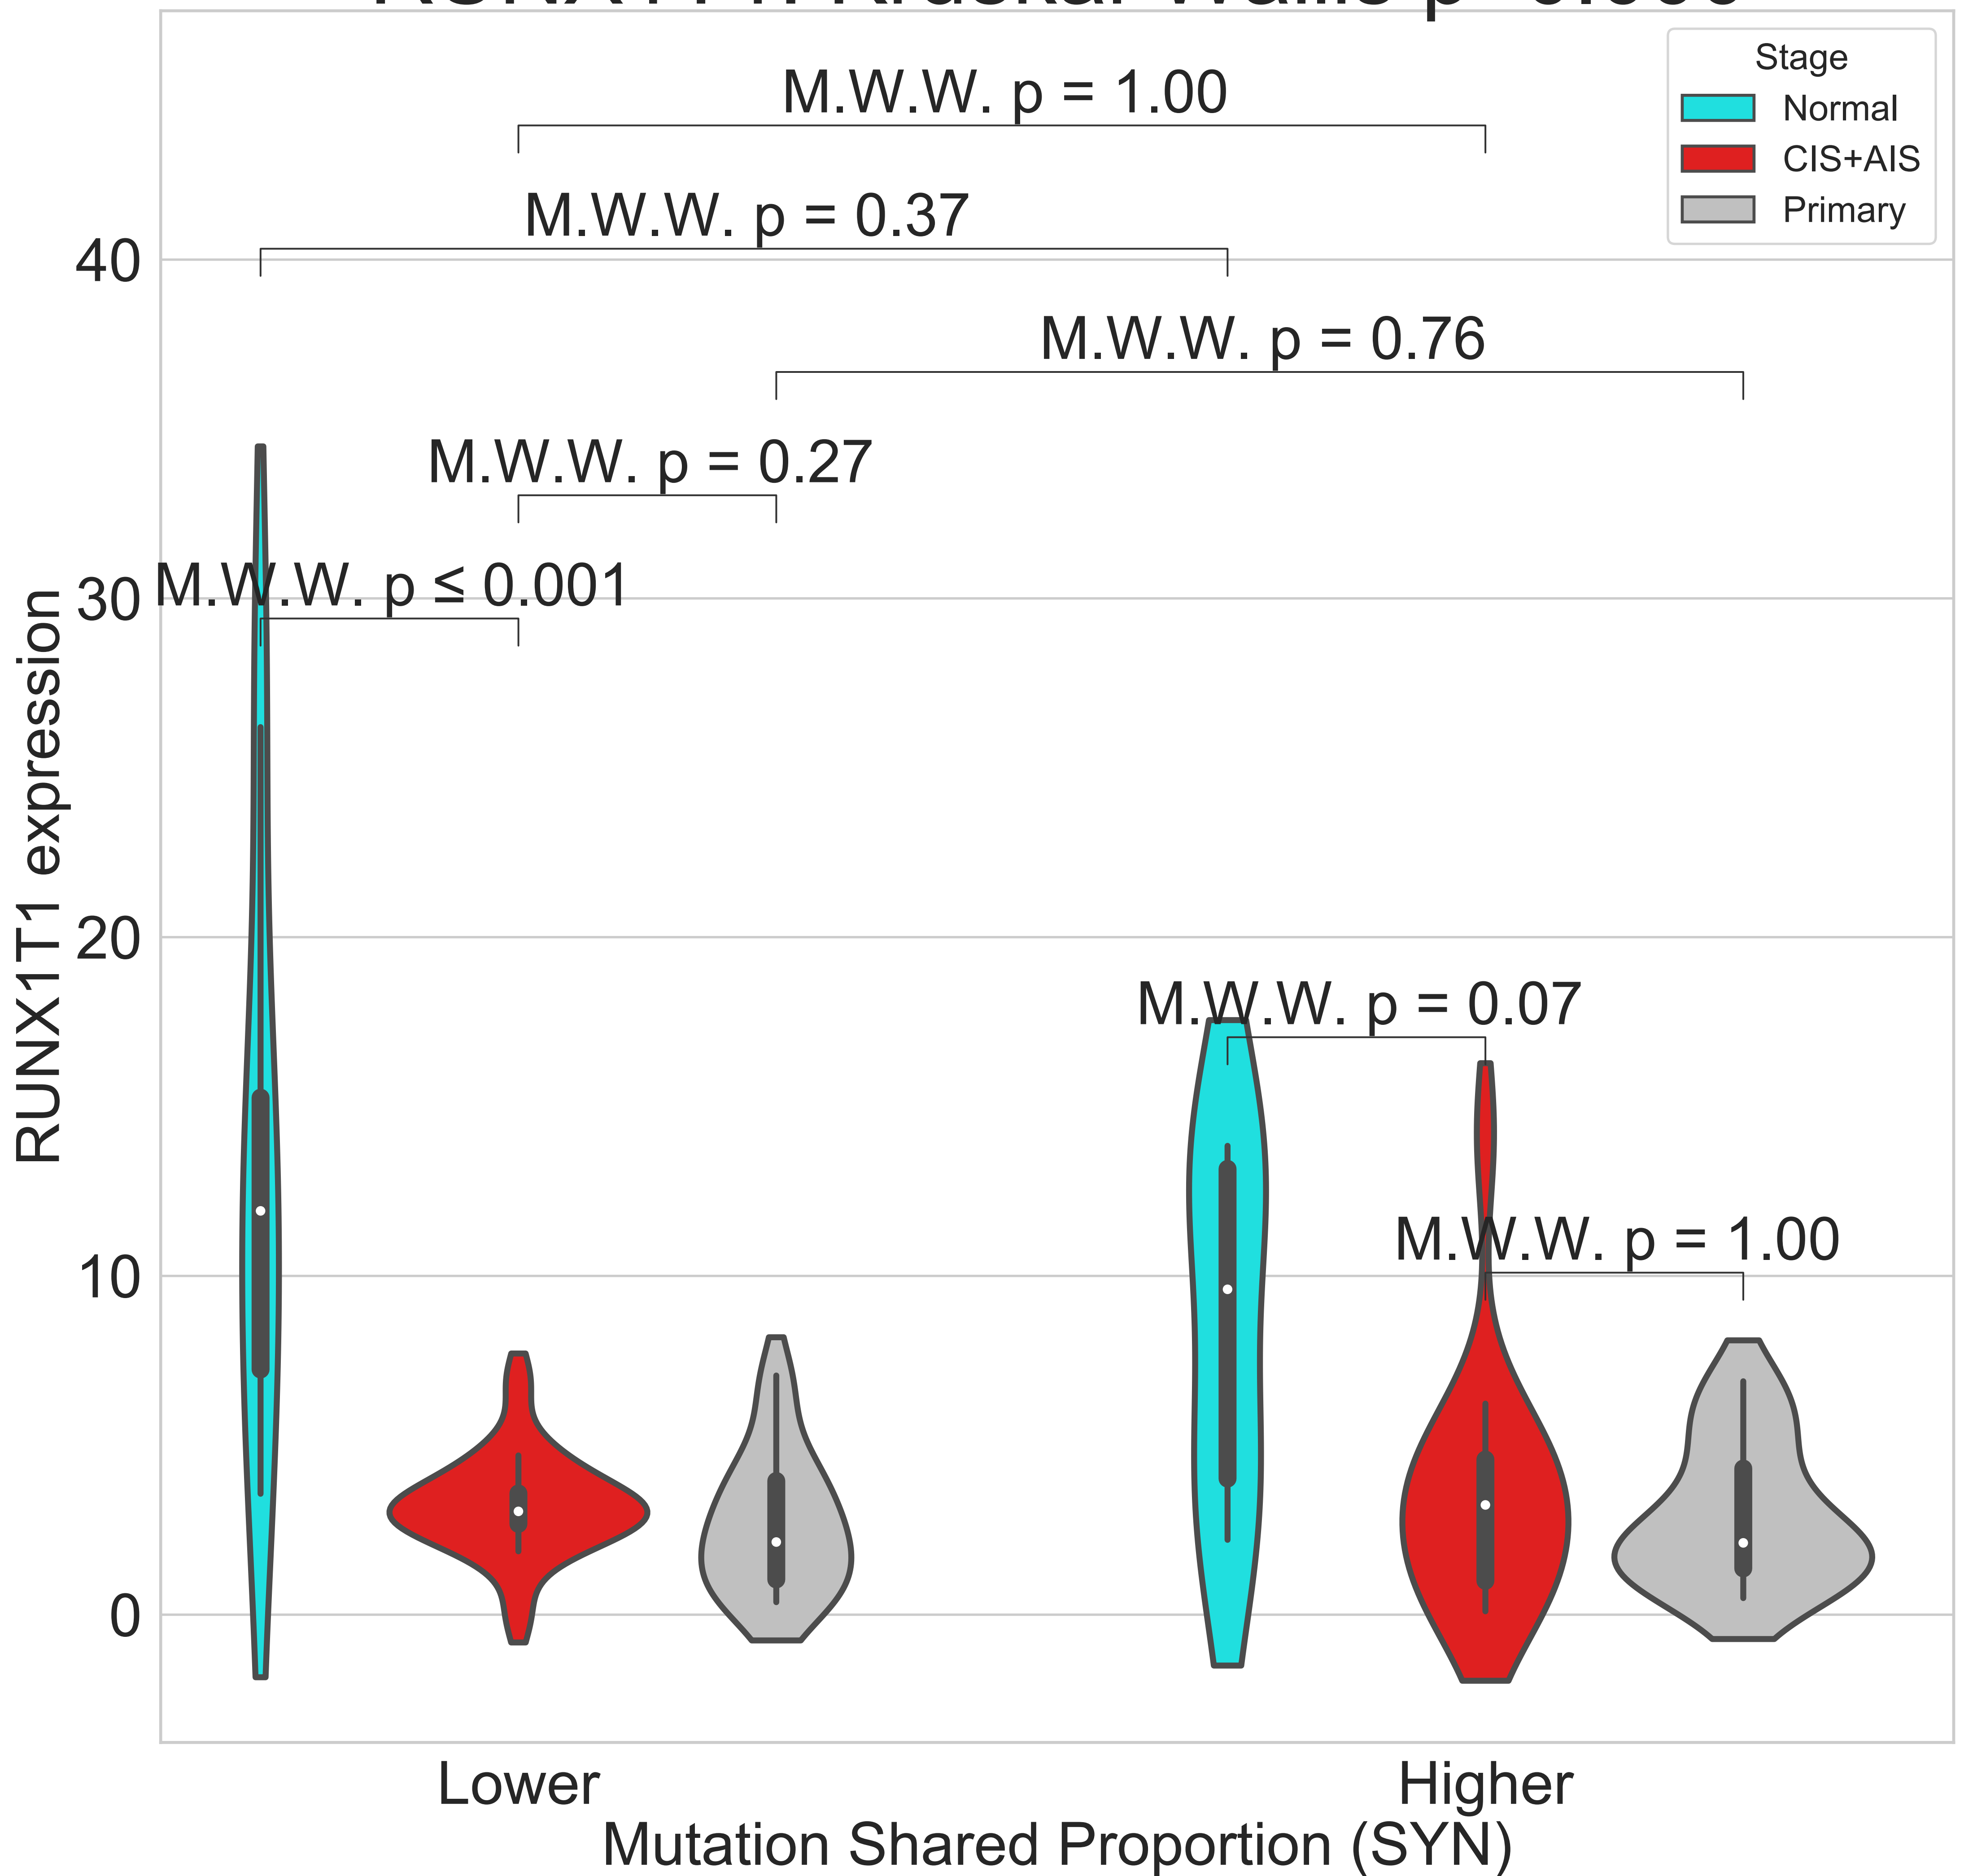 M.W.W. p = 1.00
M.W.W. p = 0.37
M.W.W. p = 0.76
M.W.W. p = 0.27
M.W.W. p ≤ 0.001
M.W.W. p = 0.07
M.W.W. p = 1.00
Stage
Normal
CIS+AIS
Primary
RUNX1T1 expression
40
30
20
10
0
Lower
Higher
Mutation Shared Proportion (SYN)